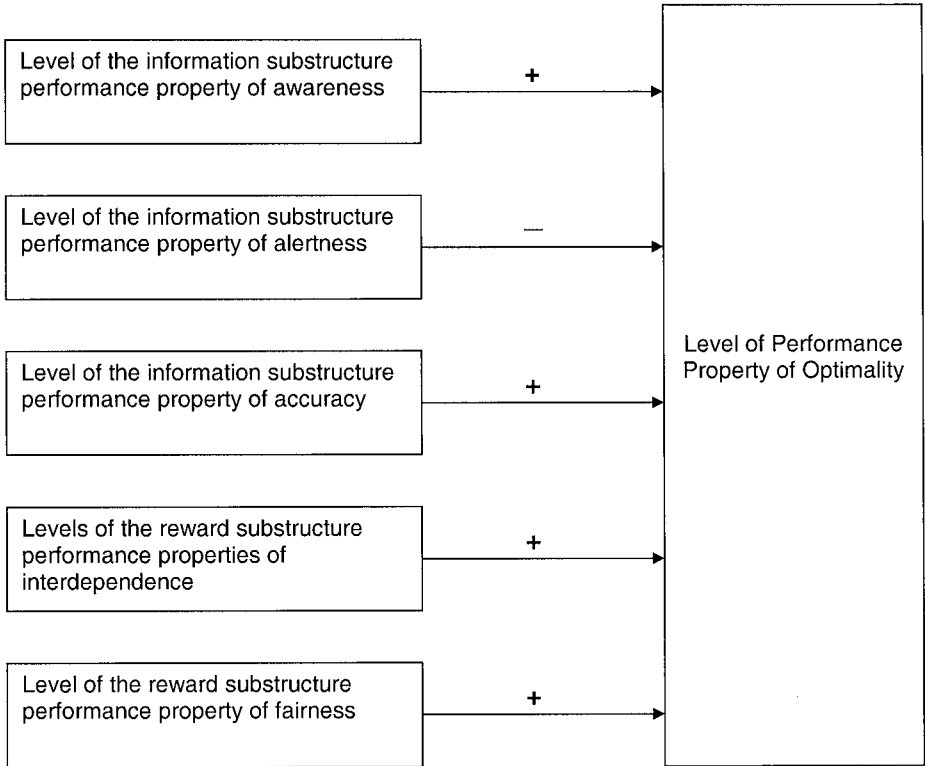 Level of the information substructure
performance property of awareness
+
Level of the information substructure
performance property of alertness
—
Level of the information substructure
performance property of accuracy
+
Levels of the reward substructure
performance properties of
interdependence
+
Level of the reward substructure
performance property of fairness
+
Level of Performance
Property of Optimality